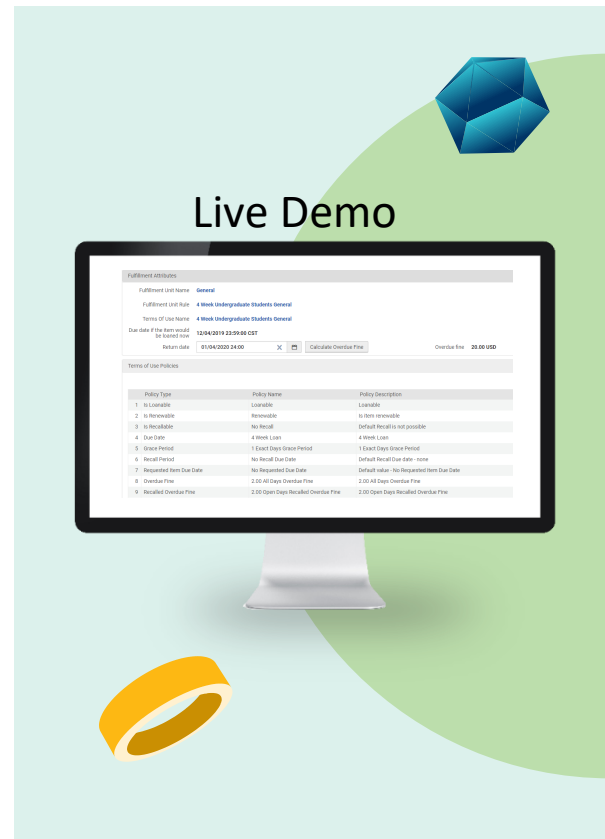 Live Demo
Fulfillment Attributes
Fulfillment Unit Name General
Fulfillment Unit Rule 4 Week Undergraduate Students General
Terms Of Use Name 4 Week Undergraduate Students General
Due date if the item would be loaned now 12/04/2019 23:59:00 CST
Return date 01/04/2020 24:00 X Calculate Overdue Fine Overdue fine 20.00 USD
Terms of Use Policies
Policy Type Policy Name Policy Description
1 Is Loanable Loanable Loanable
2 Is Renewable Renewable Is item renewable
3 Is Recallable No Recall Default Recall is not possible
4 Due Date 4 Week Loan 4 Week Loan
5 Grace Period 1 Exact Days Grace Period 1 Exact Days Grace Period
6 Recall Period No Recall Due Date Default Recall Due date - none
7 Requested Item Due Date No Requested Due Date Default value - No Requested Item Due Date
8 Overdue Fine 2.00 All Days Overdue Fine 2.00 All Days Overdue Fine
9 Recalled Overdue Fine 2.00 Open Days Recalled Overdue Fine 2.00 Open Days Recalled Overdue Fine